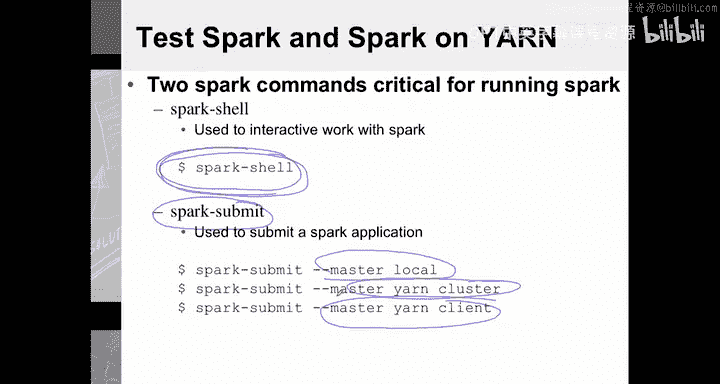 Test Spark and Spark on YARN
bilibili
• Two spark commands critical for running spark
– spark-shell
• Used to interactive work with spark
$ spark-shell
– spark-submit
• Used to submit a spark application
$ spark-submit --master local
$ spark-submit --master yarn cluster
$ spark-submit --master yarn client